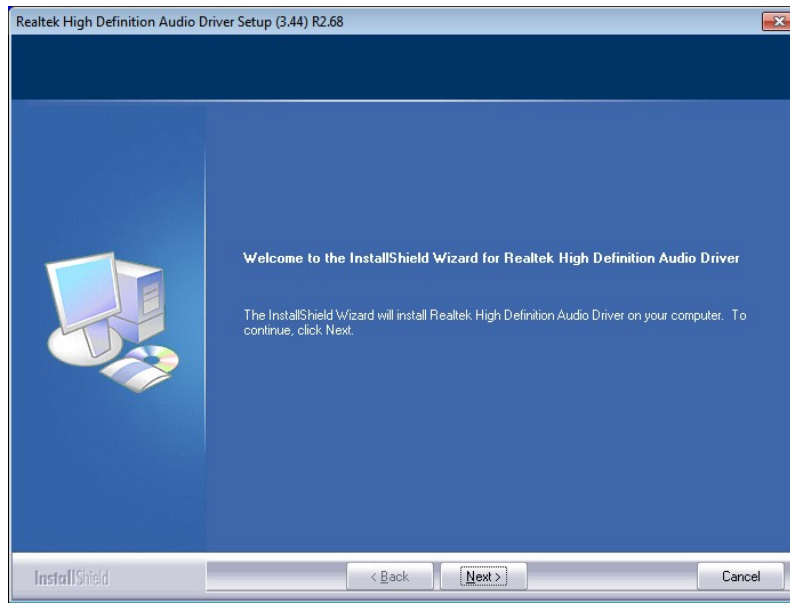 Realtek High Definition Audio Driver Setup (3.44) R2.68
Welcome to the InstallShield Wizard for Realtek High Definition Audio Driver
The InstallShield Wizard will install Realtek High Definition Audio Driver on your computer. To
continue, click Next.
InstallShield
< Back
Next >
Cancel